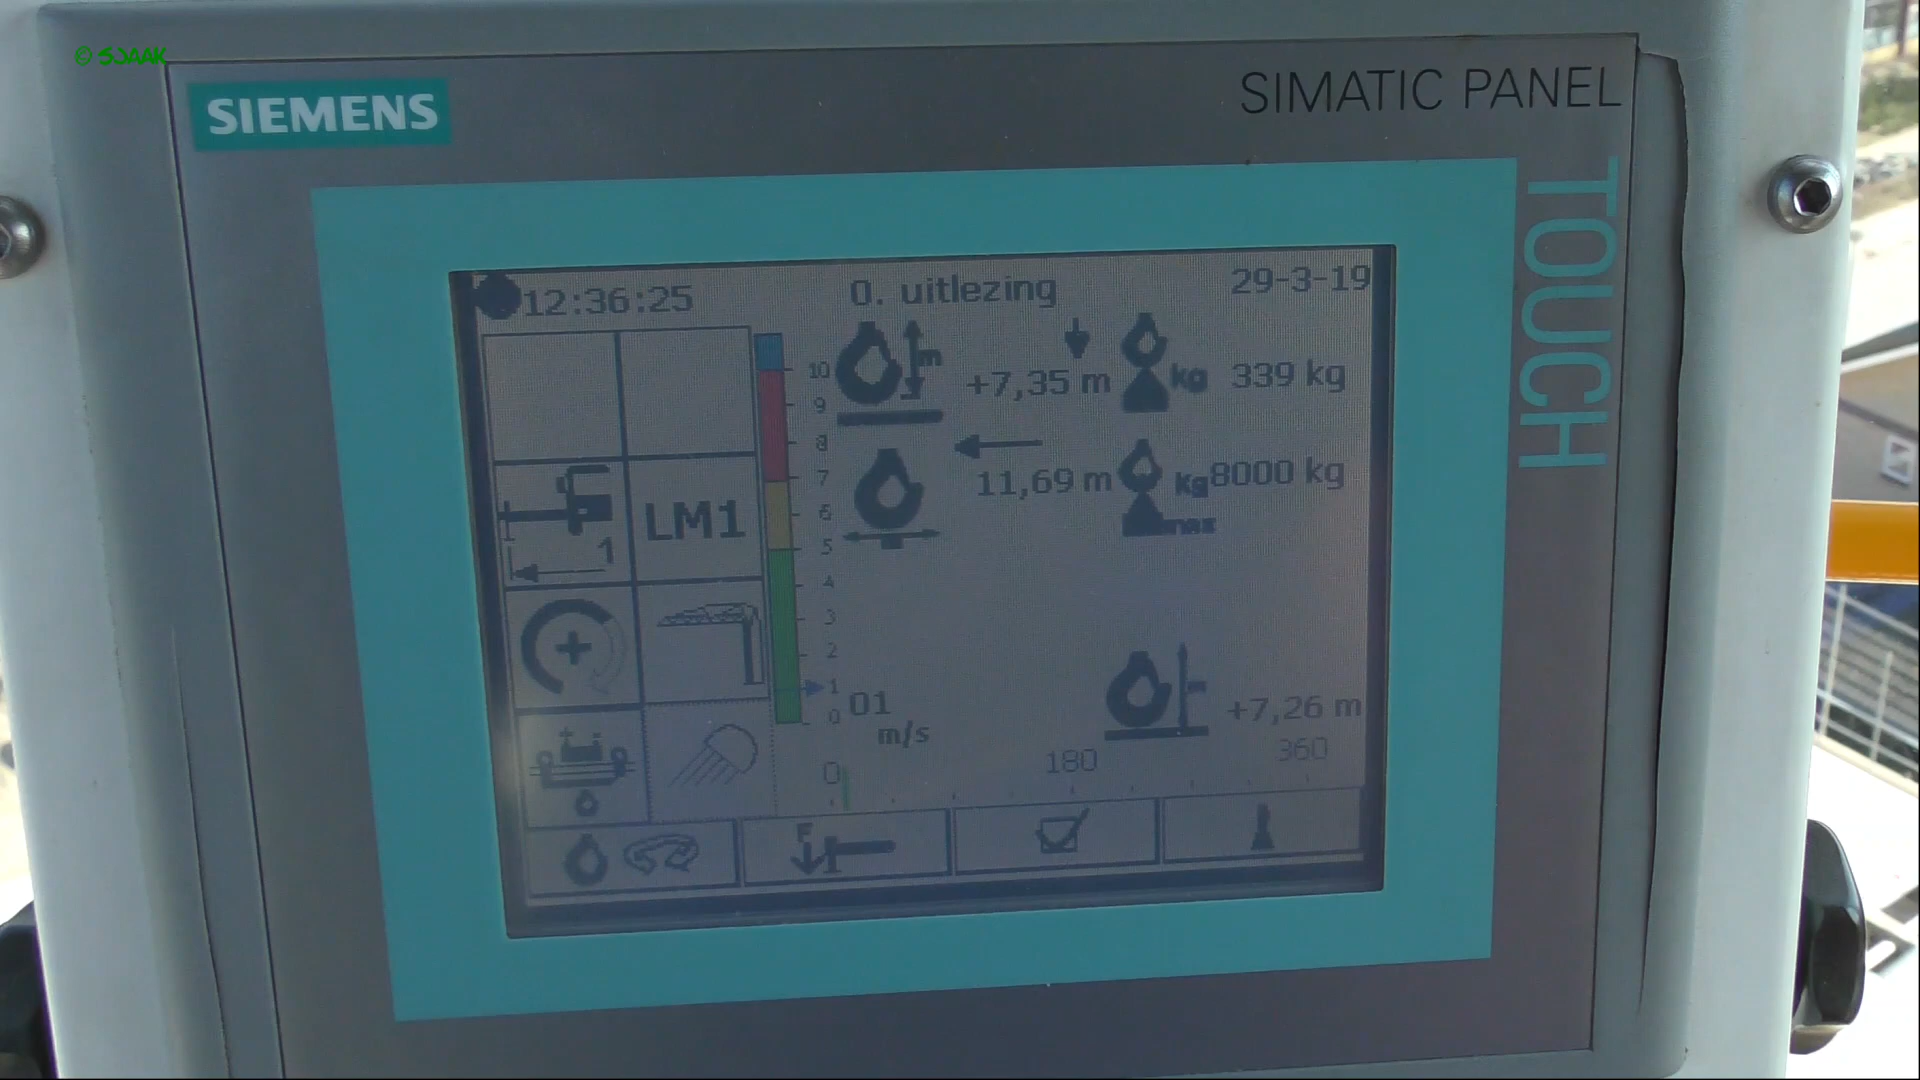 © SJAAK
SIEMENS
SIMATIC PANEL
TOUCH
12:36:25
0. uitlezing
29-3-19
m
+7,35 m
kg
339 kg
11,69 m
kg
8000 kg
max
LM1
1
10
9
8
7
6
5
4
3
2
1
0
01
m/s
+7,26 m
0
180
360
F